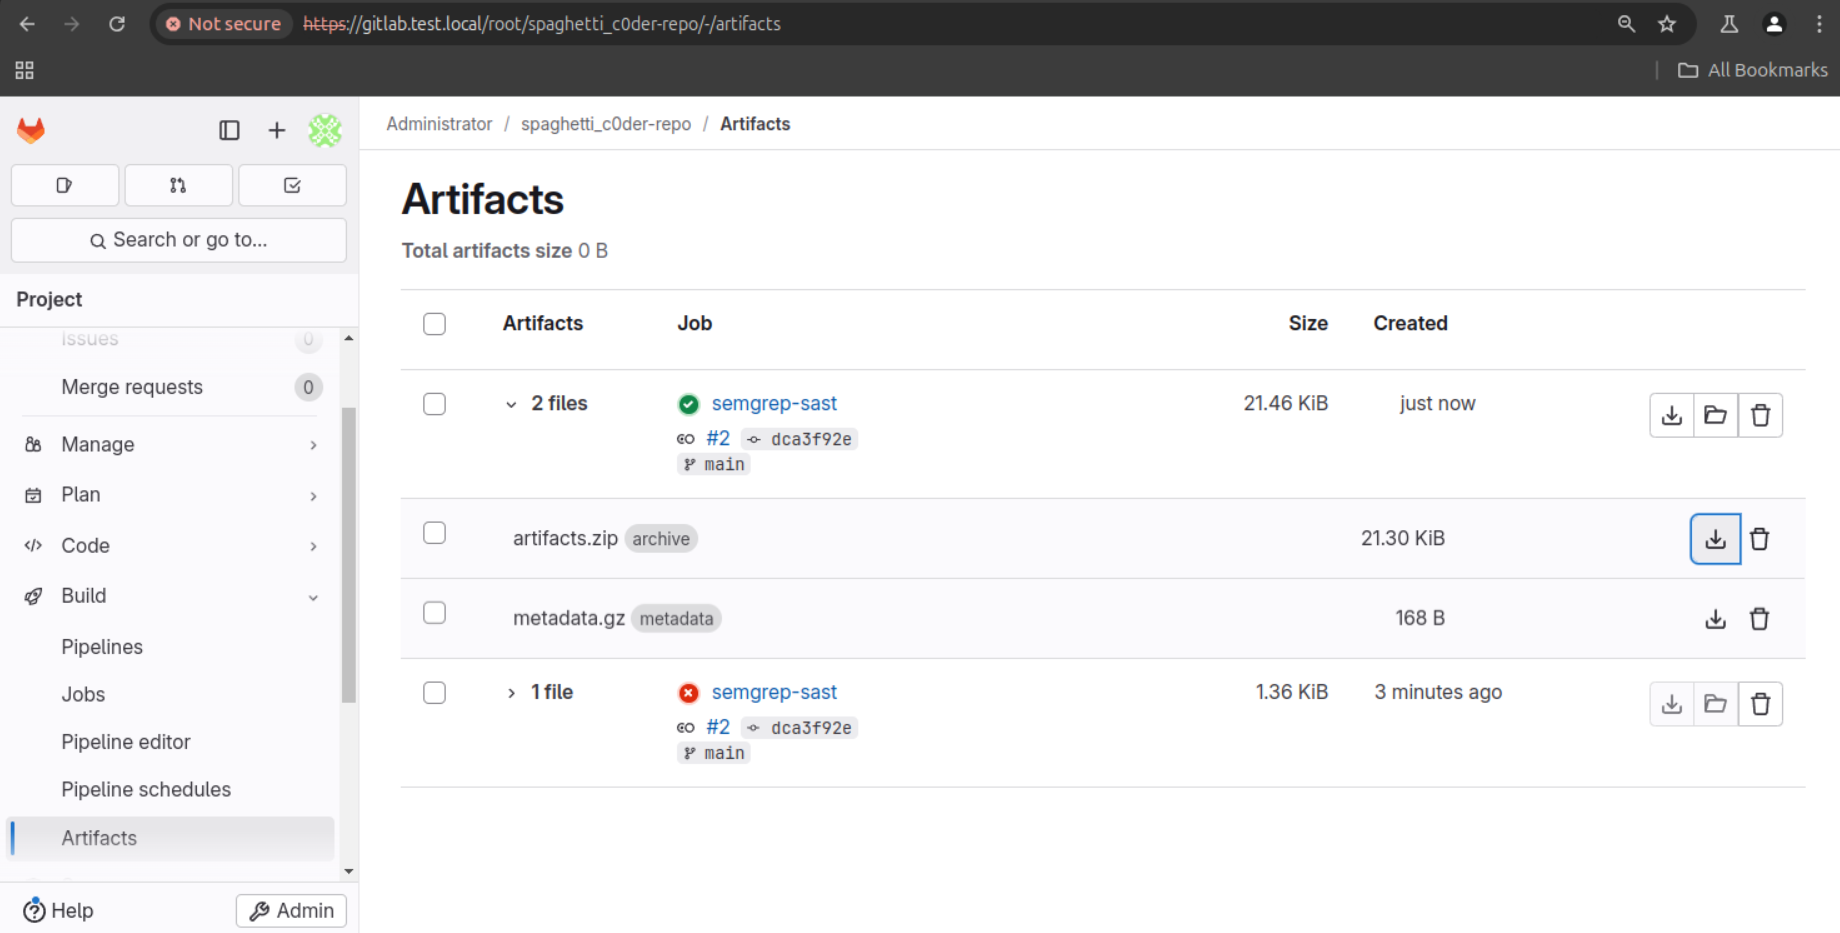 Not secure https://gitlab.test.local/root/spaghetti_c0der-repo/-/artifacts
All Bookmarks
Administrator / spaghetti_c0der-repo / Artifacts
Search or go to...
Project
Issues 0
Merge requests 0
Manage
Plan
Code
Build
Pipelines
Jobs
Pipeline editor
Pipeline schedules
Artifacts
Help Admin
Artifacts
Total artifacts size 0 B
Artifacts Job Size Created
2 files semgrep-sast 21.46 KiB just now
#2 dca3f92e
main
artifacts.zip archive 21.30 KiB
metadata.gz metadata 168 B
1 file semgrep-sast 1.36 KiB 3 minutes ago
#2 dca3f92e
main